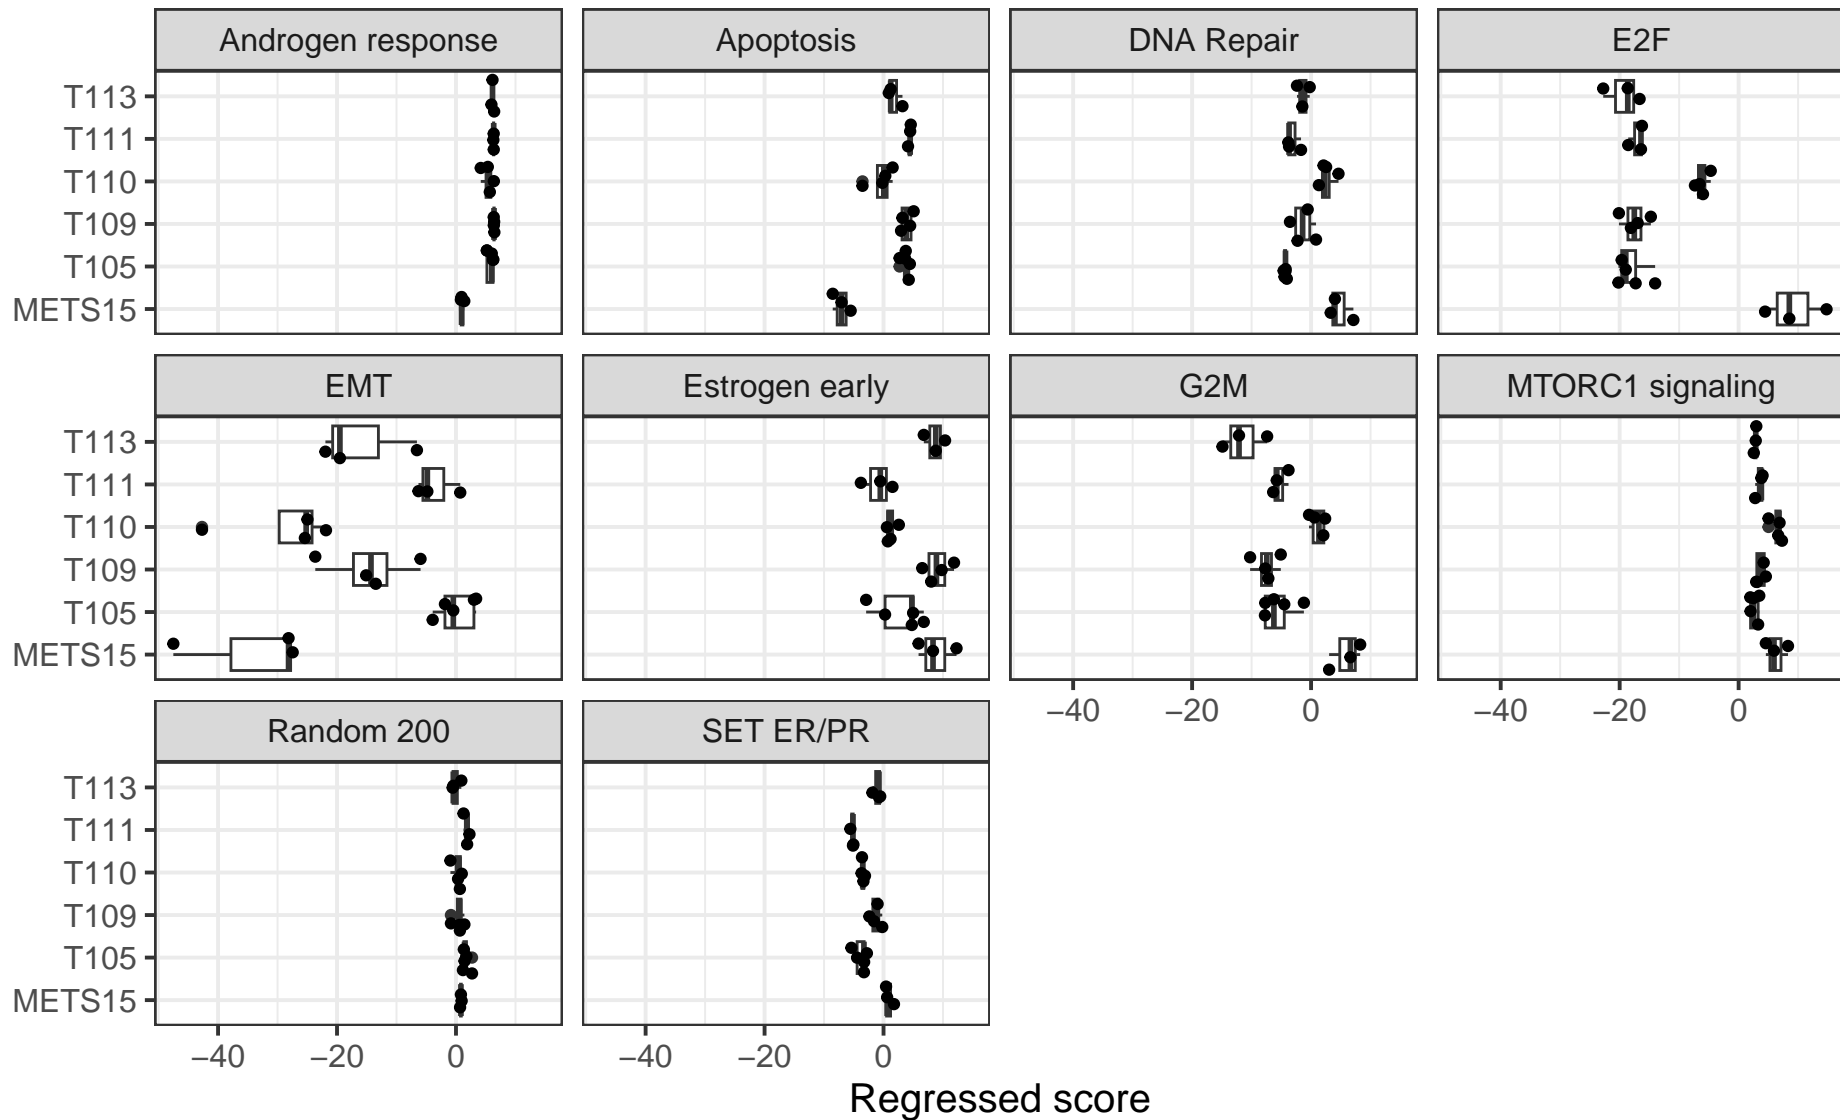 Androgen response
Apoptosis
DNA Repair
E2F
T113
T111
T110
T109
T105
METS15
EMT
Estrogen early
G2M
MTORC1 signaling
T113
T111
T110
T109
T105
METS15
−40 −20 0
−40 −20 0
Random 200
SET ER/PR
T113
T111
T110
T109
T105
METS15
−40 −20 0
−40 −20 0
Regressed score